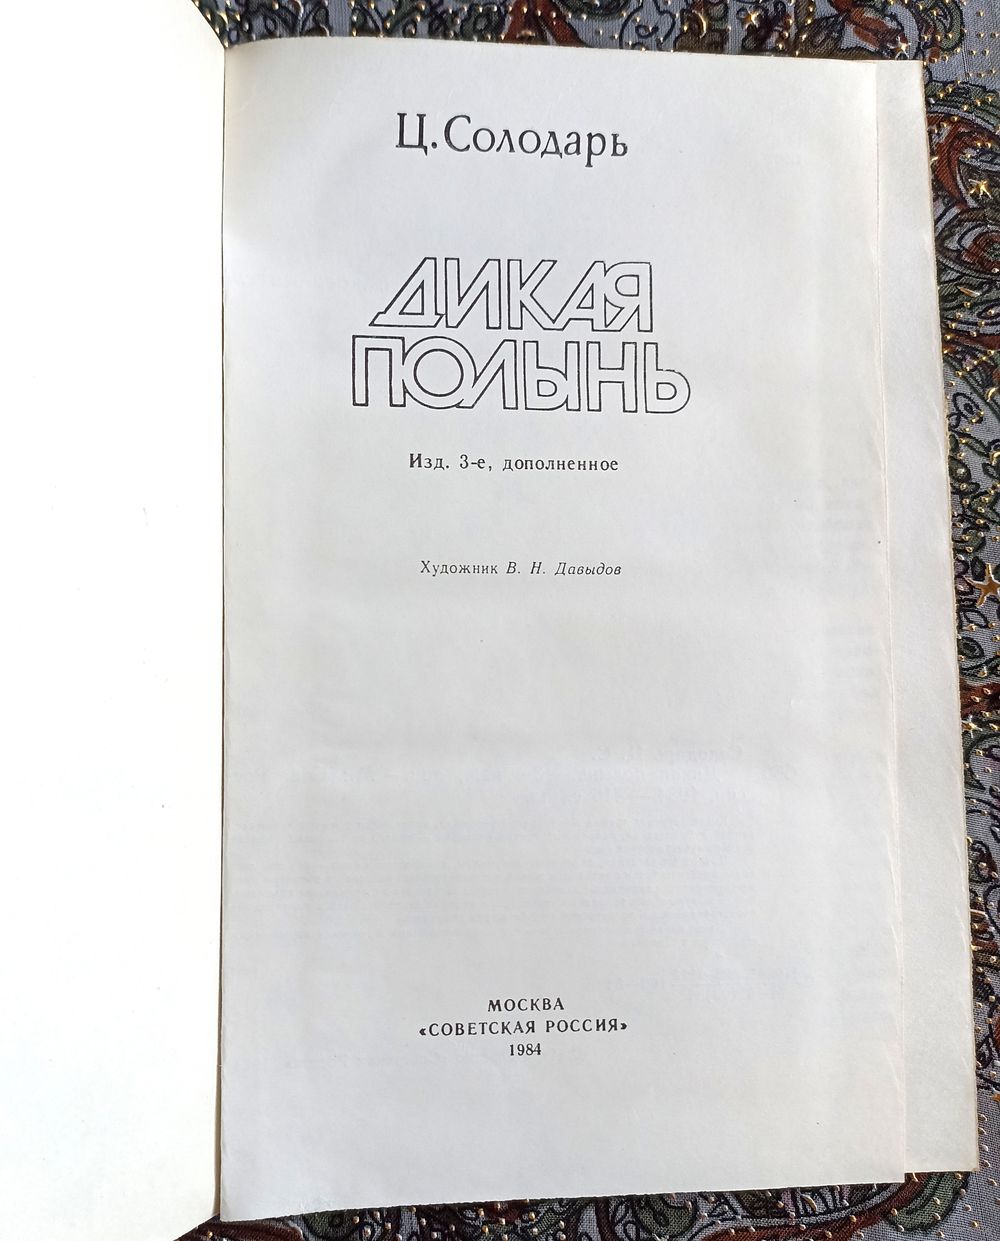 Ц. Солодарь
ДИКАЯ
ПОЛЫНЬ
Изд. 3-е, дополненное
Художник В. Н. Давыдов
МОСКВА
«СОВЕТСКАЯ РОССИЯ»
1984